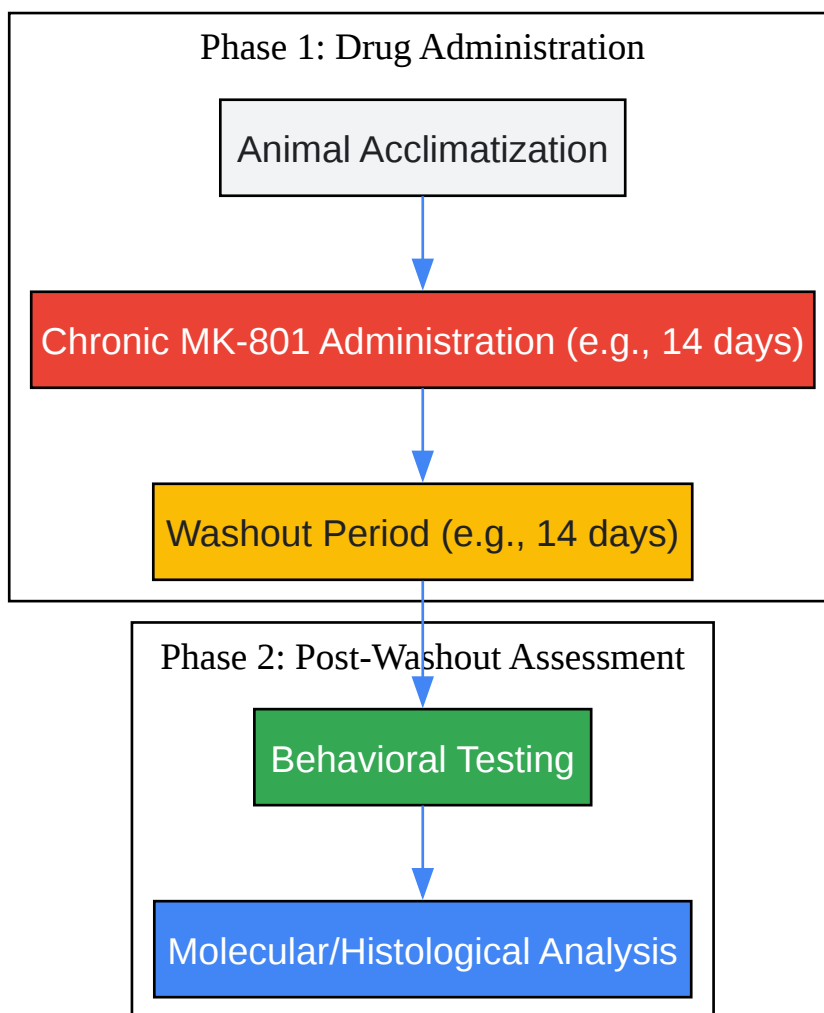 Phase 1: Drug Administration
Animal Acclimatization
Chronic MK-801 Administration (e.g., 14 days)
Washout Period (e.g., 14 days)
Phase 2: Post-Washout Assessment
Behavioral Testing
Molecular/Histological Analysis